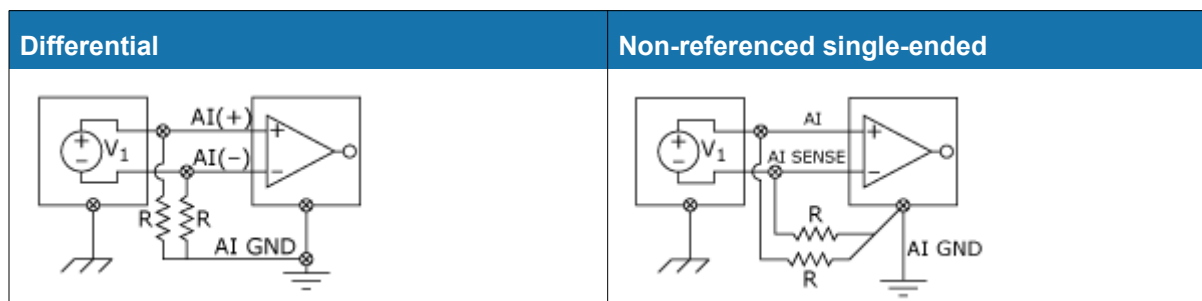 Differential
Non-referenced single-ended
AI(+)
+
+
V1
AI(−)
−
−
R
R
AI GND
AI
+
+
V1
AI SENSE
−
−
R
AI GND
R